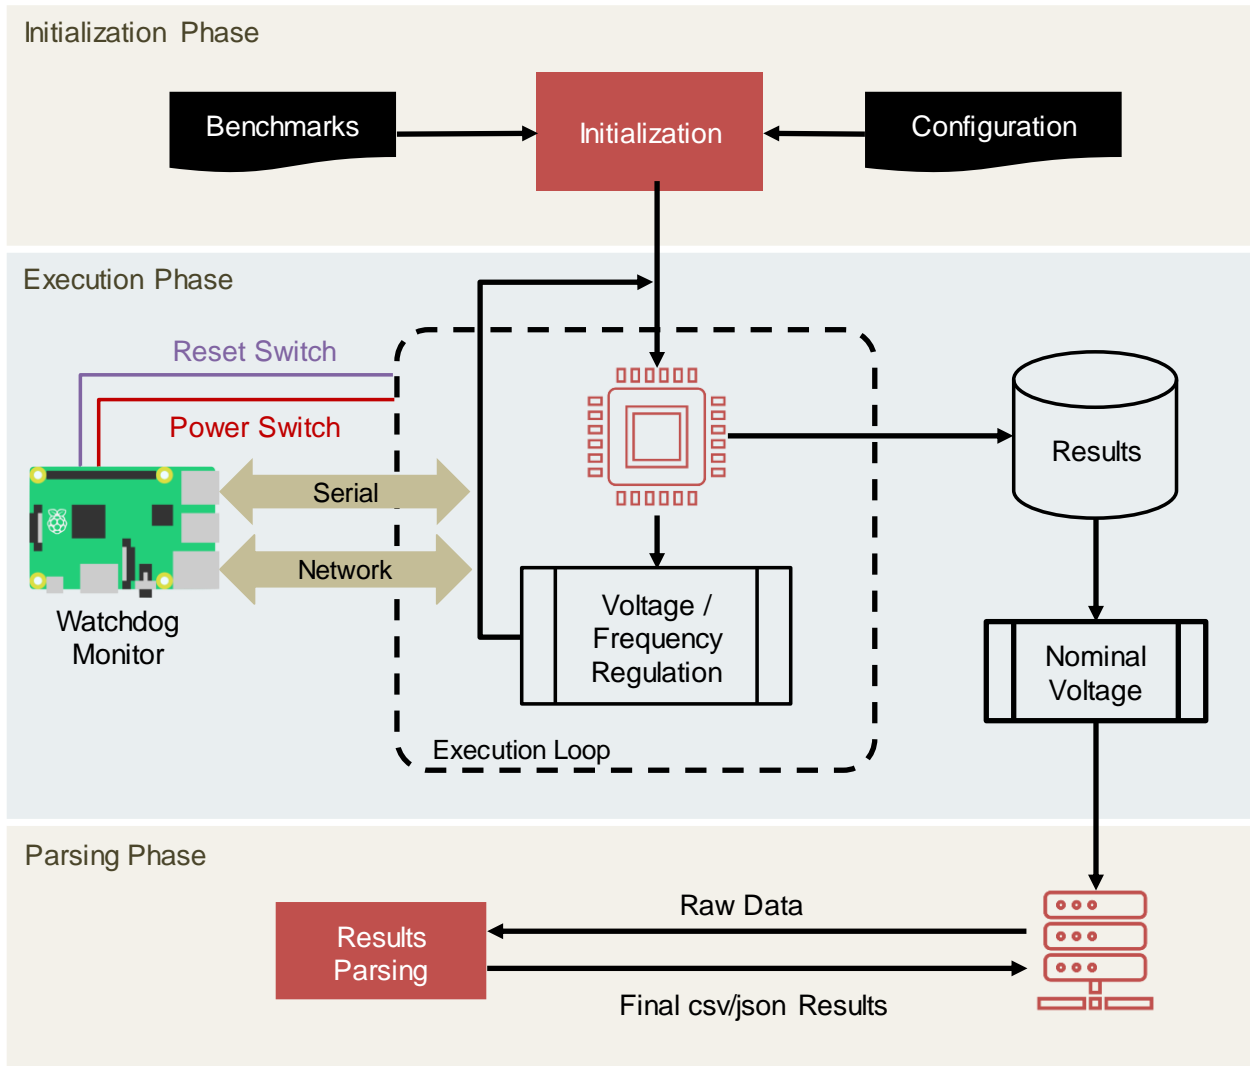 Initialization Phase
Benchmarks
Initialization
Configuration
Execution Phase
Reset Switch
Power Switch
Serial
Network
Watchdog
Monitor
Voltage /
Frequency
Regulation
Execution Loop
Results
Nominal
Voltage
Parsing Phase
Raw Data
Results
Parsing
Final csv/json Results